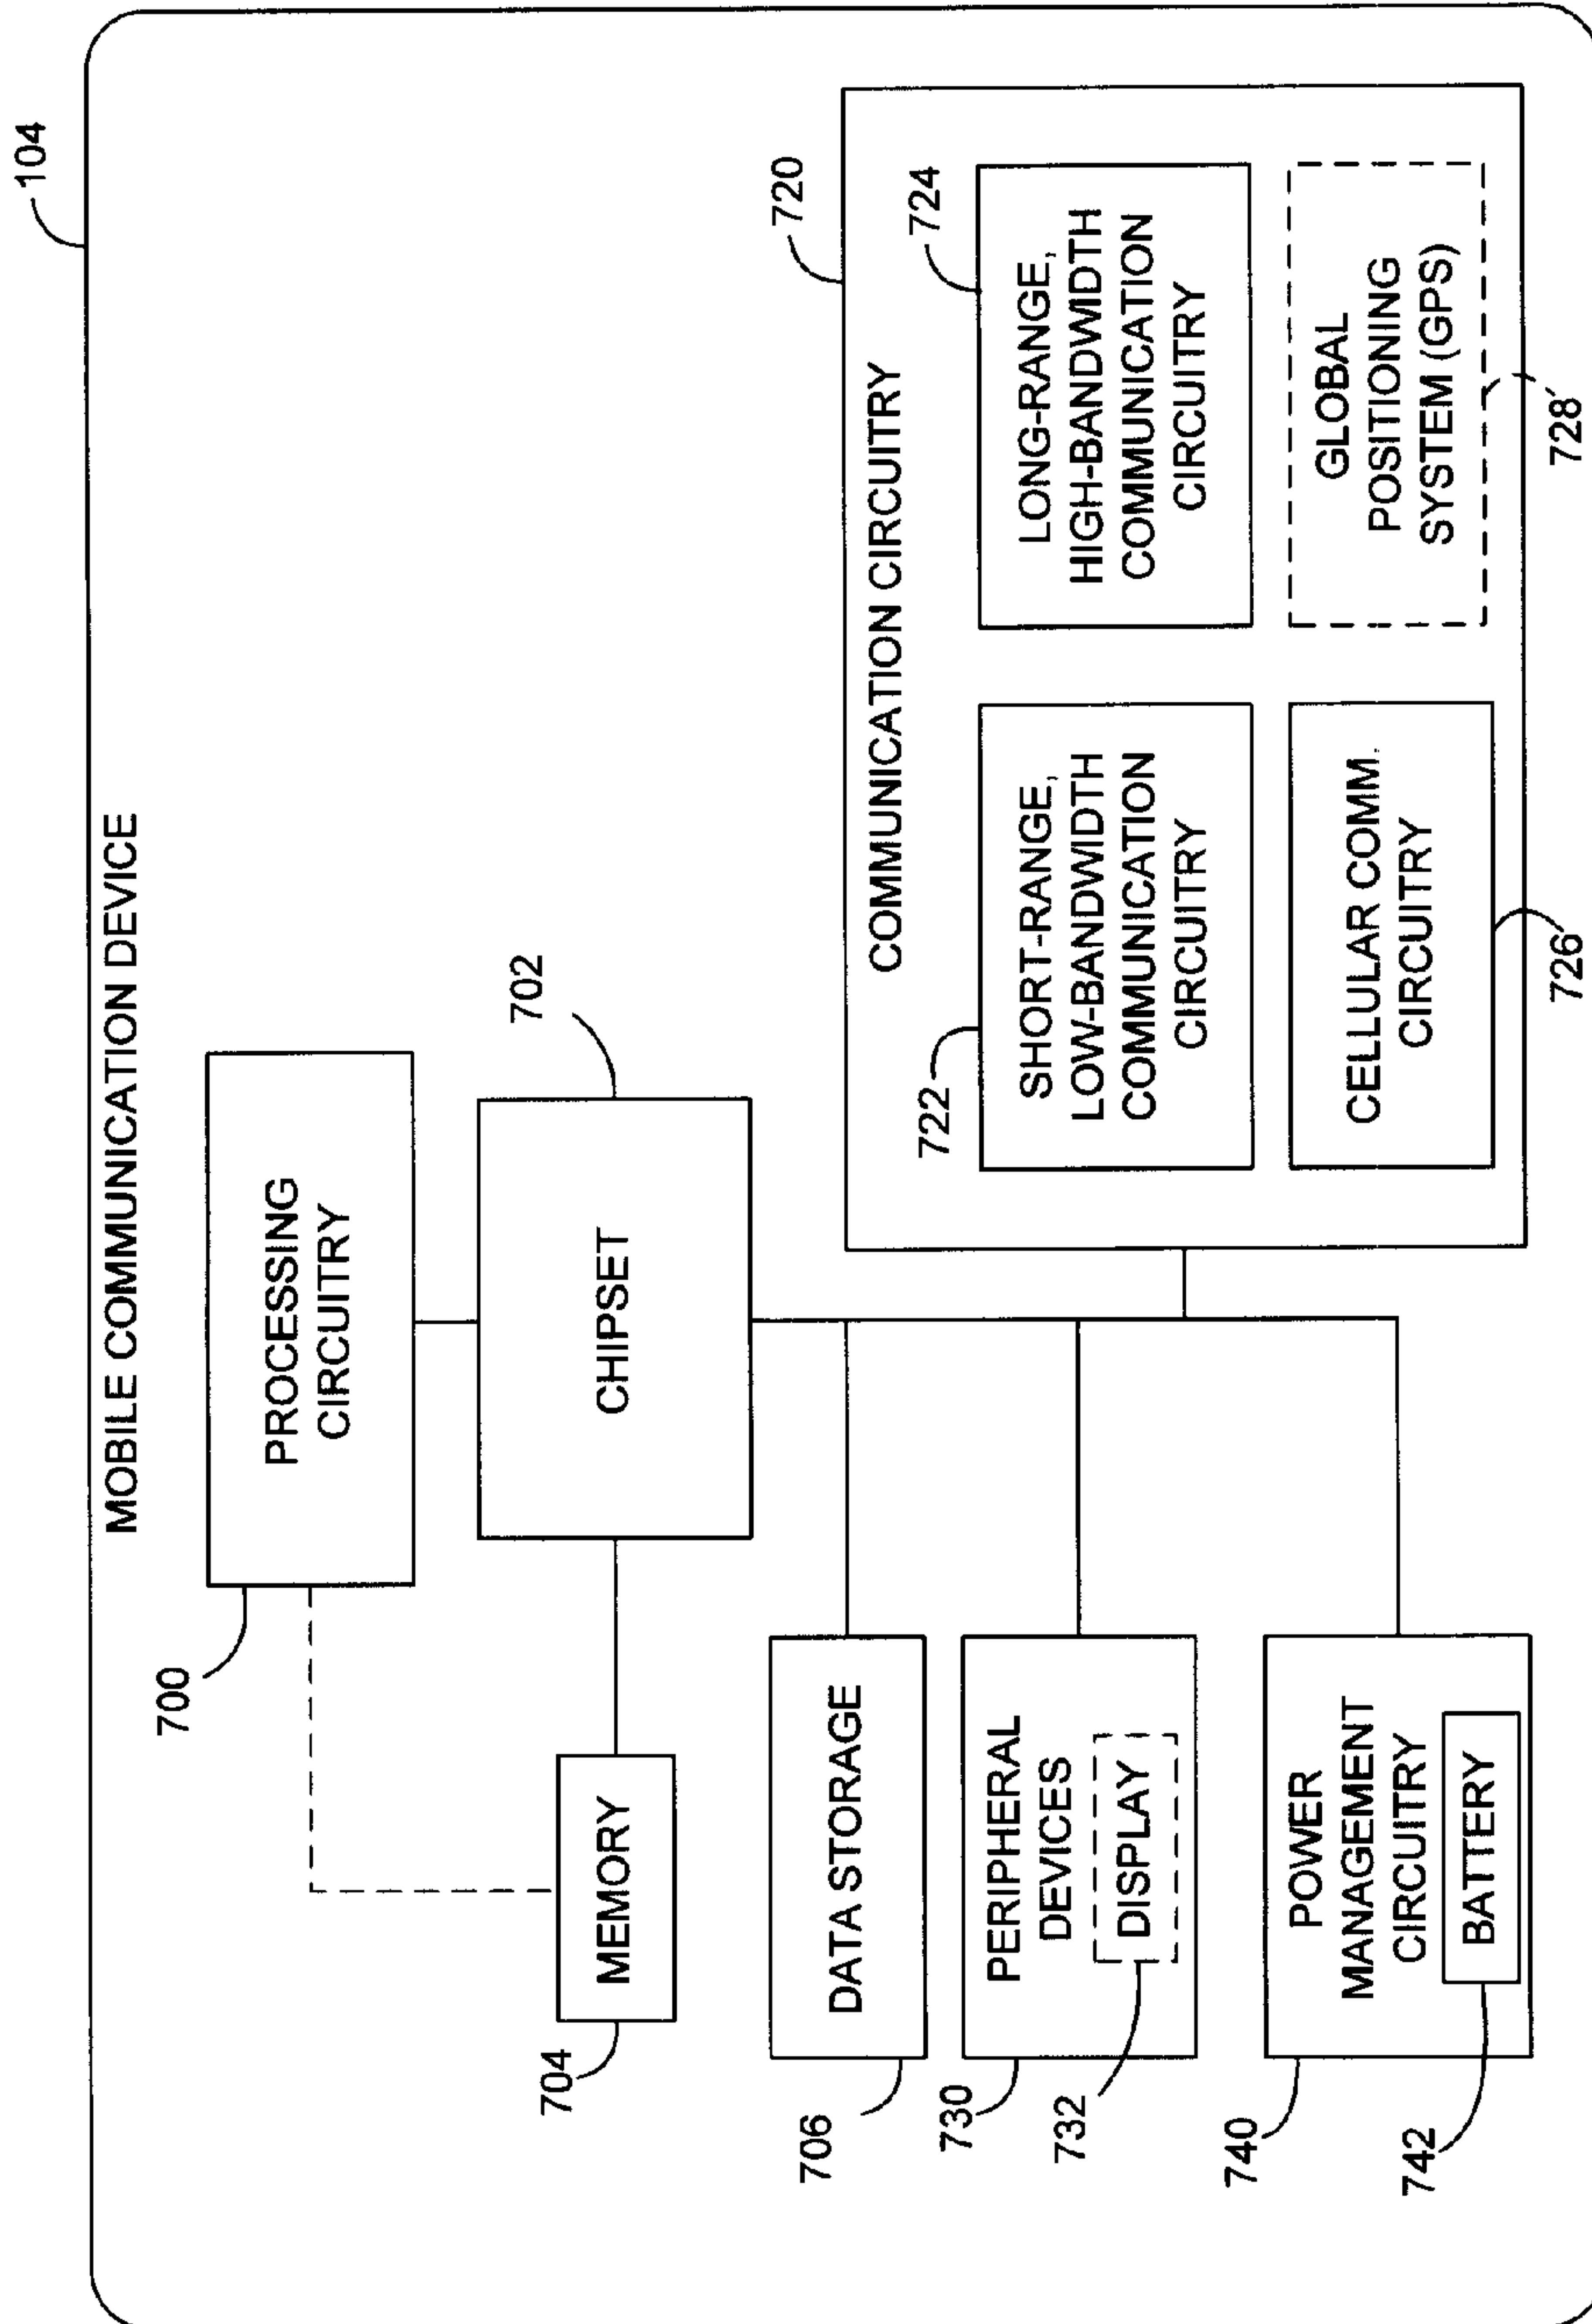 104
MOBILE COMMUNICATION DEVICE
700
PROCESSING
CIRCUITRY
702
CHIPSET
704
MEMORY
706
DATA STORAGE
730
PERIPHERAL
DEVICES
732
DISPLAY
740
POWER
MANAGEMENT
CIRCUITRY
742
BATTERY
720
COMMUNICATION CIRCUITRY
722
SHORT-RANGE,
LOW-BANDWIDTH
COMMUNICATION
CIRCUITRY
724
LONG-RANGE,
HIGH-BANDWIDTH
COMMUNICATION
CIRCUITRY
CELLULAR COMM.
CIRCUITRY
726
GLOBAL
POSITIONING
SYSTEM (GPS)
728